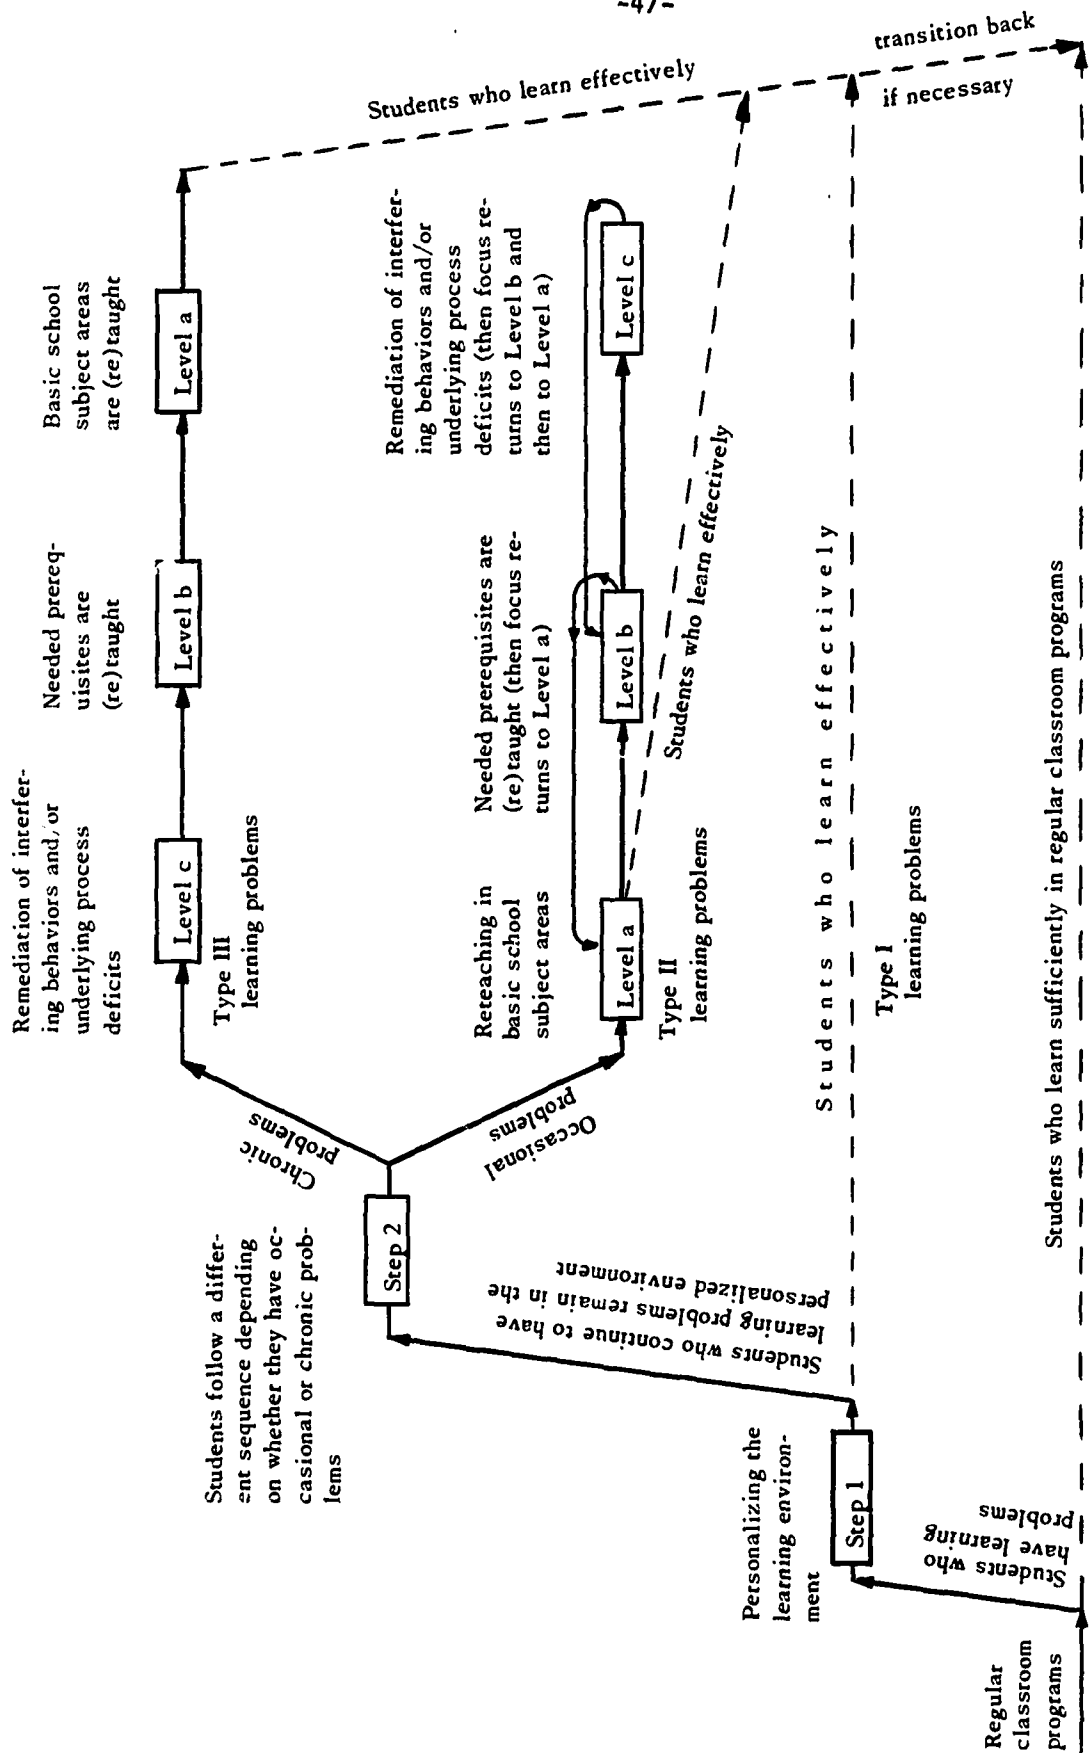 -47-
Remediation of interfer-
ing behaviors and/or
underlying process
deficits
Needed prereq-
uisites are
(re)taught
Basic school
subject areas
are (re)taught
Level c
Level b
Level a
Type III
learning problems
Students who learn effectively
transition back
if necessary
Chronic
problems
Occasional
problems
Students follow a differ-
ent sequence depending
on whether they have oc-
casional or chronic prob-
lems
Step 2
Reteaching in
basic school
subject areas
Needed prerequisites are
(re)taught (then focus re-
turns to Level a)
Remediation of interfer-
ing behaviors and/or
underlying process
deficits (then focus re-
turns to Level b and
then to Level a)
Level a
Level b
Level c
Type II
learning problems
Students who learn effectively
Students who continue to have
learning problems remain in the
personalized environment
Personalizing the
learning environ-
ment
Step 1
Students who learn effectively
Type I
learning problems
Students who
have learning
problems
Regular
classroom
programs
Students who learn sufficiently in regular classroom programs